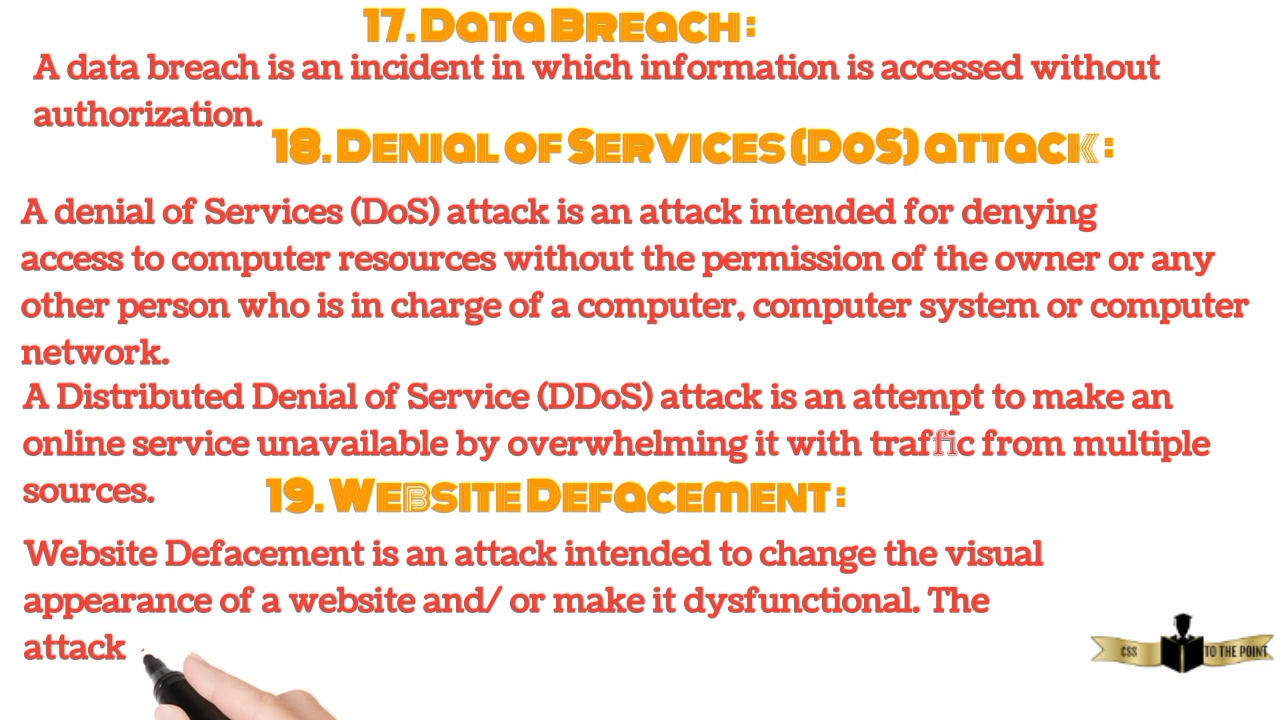 17. Data Breach :
A data breach is an incident in which information is accessed without
authorization.
18. Denial of Services (DoS) attack :
A denial of Services (DoS) attack is an attack intended for denying
access to computer resources without the permission of the owner or any
other person who is in charge of a computer, computer system or computer
network.
A Distributed Denial of Service (DDoS) attack is an attempt to make an
online service unavailable by overwhelming it with traffic from multiple
sources.
19. Website Defacement :
Website Defacement is an attack intended to change the visual
appearance of a website and/ or make it dysfunctional. The
attack
CSS TO THE POINT